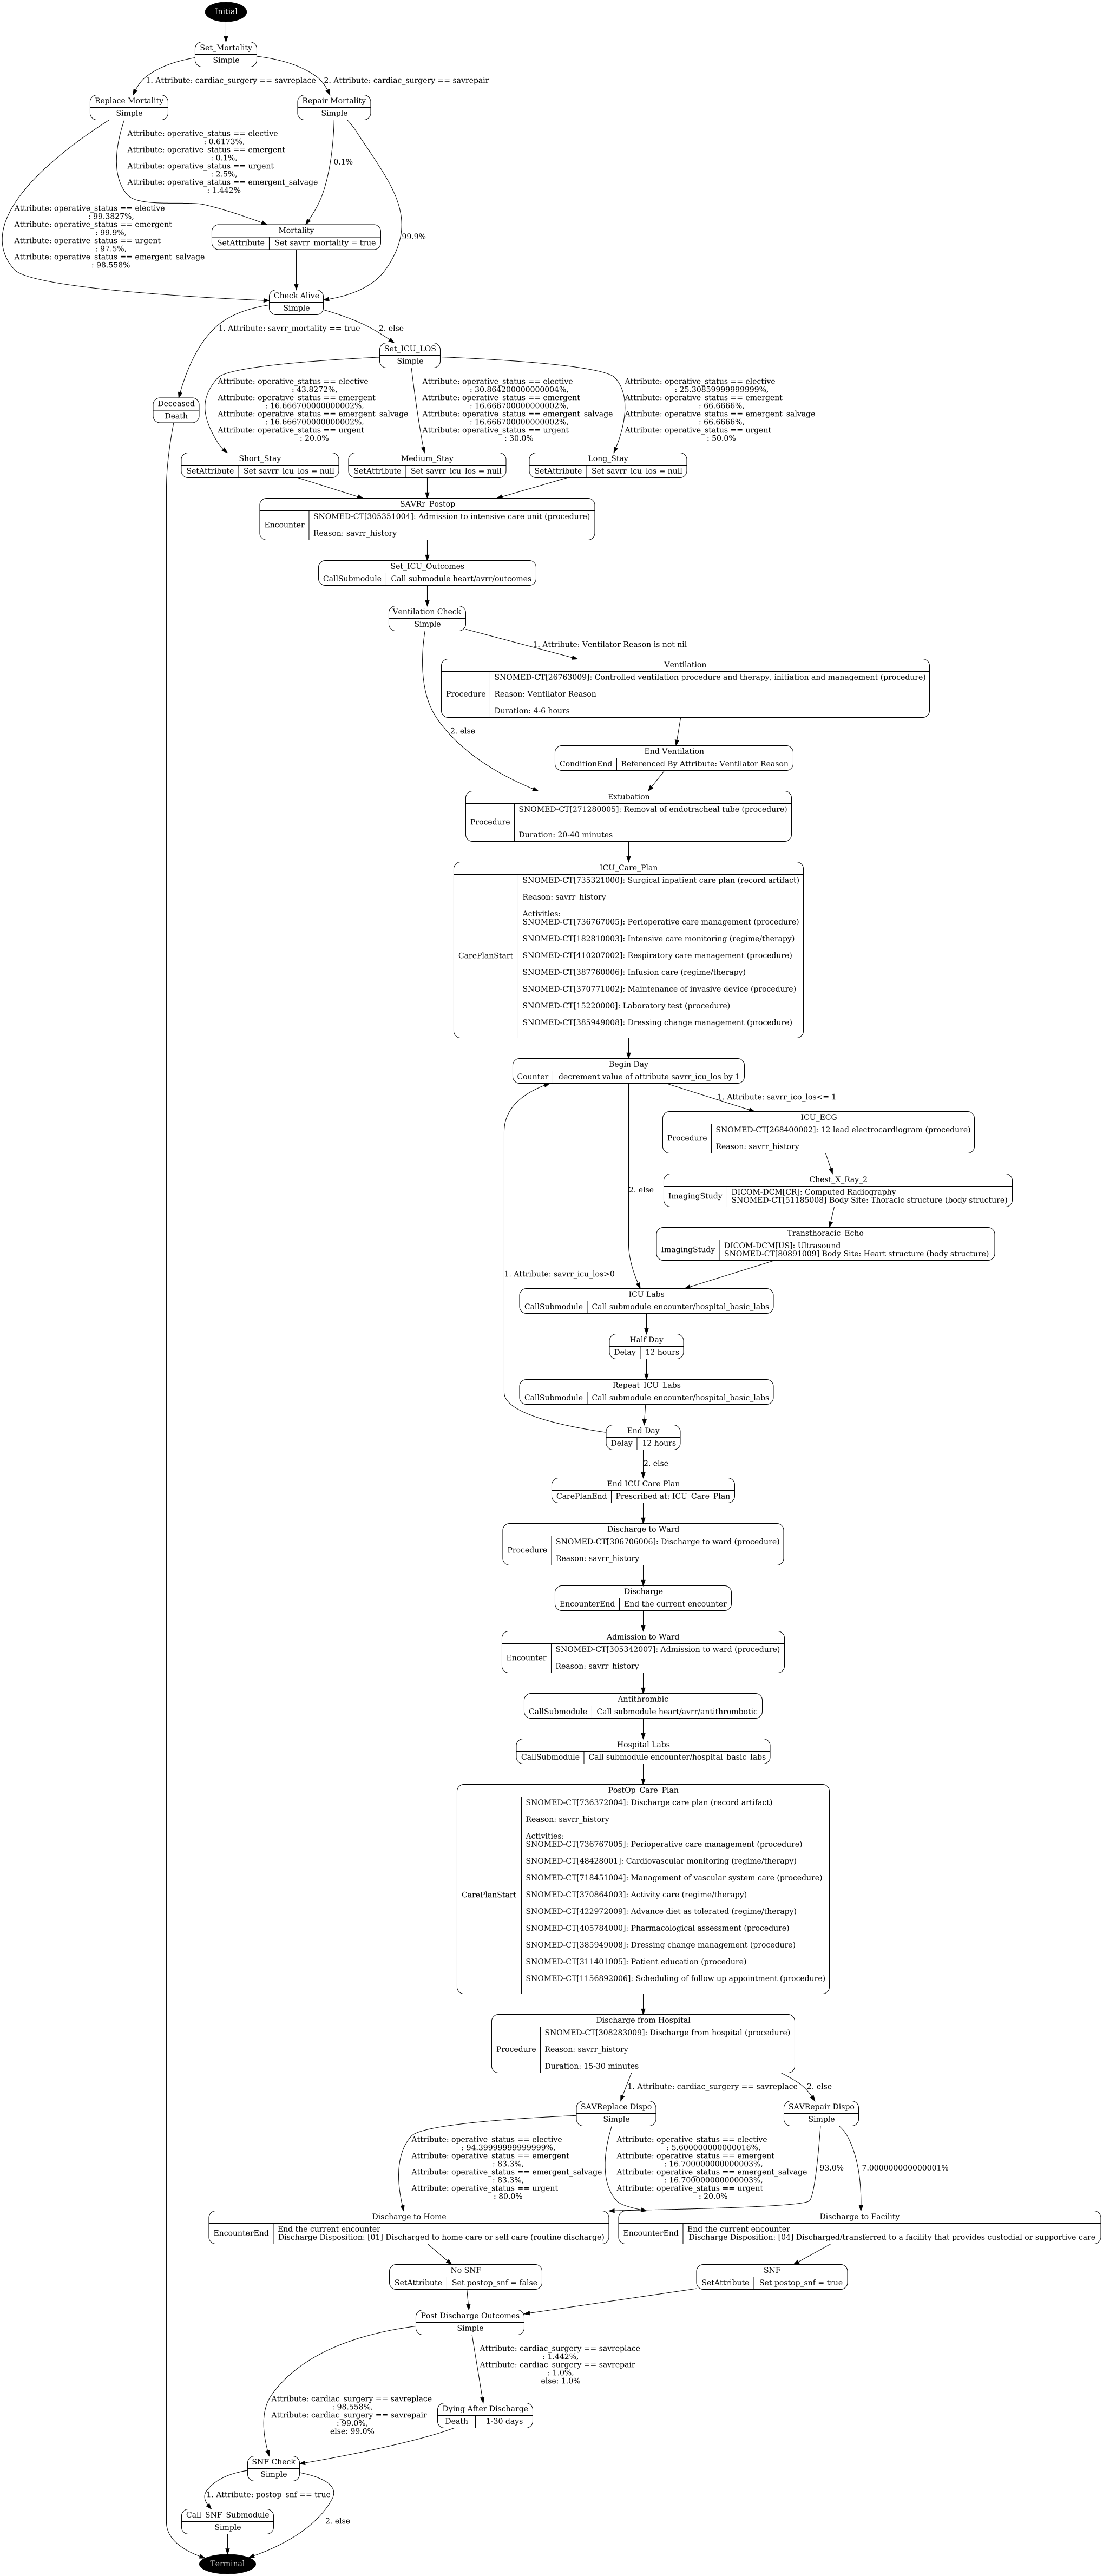 Initial
Set_Mortality
Simple
1. Attribute: cardiac_surgery == savreplace
2. Attribute: cardiac_surgery == savrepair
Replace Mortality
Simple
Repair Mortality
Simple
Attribute: operative_status == elective
: 0.6173%,
Attribute: operative_status == emergent
: 0.1%,
Attribute: operative_status == urgent
: 2.5%,
Attribute: operative_status == emergent_salvage
: 1.442%
0.1%
Attribute: operative_status == elective
: 99.3827%,
Attribute: operative_status == emergent
: 99.9%,
Attribute: operative_status == urgent
: 97.5%,
Attribute: operative_status == emergent_salvage
: 98.558%
Mortality
SetAttribute
Set savrr_mortality = true
99.9%
Check Alive
Simple
1. Attribute: savrr_mortality == true
2. else
Set_ICU_LOS
Simple
Attribute: operative_status == elective
: 43.8272%,
Attribute: operative_status == emergent
: 16.666700000000002%,
Attribute: operative_status == emergent_salvage
: 16.666700000000002%,
Attribute: operative_status == urgent
: 20.0%
Attribute: operative_status == elective
: 30.864200000000004%,
Attribute: operative_status == emergent
: 16.666700000000002%,
Attribute: operative_status == emergent_salvage
: 16.666700000000002%,
Attribute: operative_status == urgent
: 30.0%
Attribute: operative_status == elective
: 25.30859999999999%,
Attribute: operative_status == emergent
: 66.6666%,
Attribute: operative_status == emergent_salvage
: 66.6666%,
Attribute: operative_status == urgent
: 50.0%
Deceased
Death
Short_Stay
SetAttribute
Set savrr_icu_los = null
Medium_Stay
SetAttribute
Set savrr_icu_los = null
Long_Stay
SetAttribute
Set savrr_icu_los = null
SAVRr_Postop
Encounter
SNOMED-CT[305351004]: Admission to intensive care unit (procedure)
Reason: savrr_history
Set_ICU_Outcomes
CallSubmodule
Call submodule heart/avrr/outcomes
Ventilation Check
Simple
1. Attribute: Ventilator Reason is not nil
2. else
Ventilation
Procedure
SNOMED-CT[26763009]: Controlled ventilation procedure and therapy, initiation and management (procedure)
Reason: Ventilator Reason
Duration: 4-6 hours
End Ventilation
ConditionEnd
Referenced By Attribute: Ventilator Reason
Extubation
Procedure
SNOMED-CT[271280005]: Removal of endotracheal tube (procedure)
Duration: 20-40 minutes
ICU_Care_Plan
CarePlanStart
SNOMED-CT[735321000]: Surgical inpatient care plan (record artifact)
Reason: savrr_history
Activities:
SNOMED-CT[736767005]: Perioperative care management (procedure)
SNOMED-CT[182810003]: Intensive care monitoring (regime/therapy)
SNOMED-CT[410207002]: Respiratory care management (procedure)
SNOMED-CT[387760006]: Infusion care (regime/therapy)
SNOMED-CT[370771002]: Maintenance of invasive device (procedure)
SNOMED-CT[15220000]: Laboratory test (procedure)
SNOMED-CT[385949008]: Dressing change management (procedure)
Begin Day
Counter
decrement value of attribute savrr_icu_los by 1
1. Attribute: savrr_ico_los<= 1
2. else
ICU_ECG
Procedure
SNOMED-CT[268400002]: 12 lead electrocardiogram (procedure)
Reason: savrr_history
Chest_X_Ray_2
ImagingStudy
DICOM-DCM[CR]: Computed Radiography
SNOMED-CT[51185008] Body Site: Thoracic structure (body structure)
Transthoracic_Echo
ImagingStudy
DICOM-DCM[US]: Ultrasound
SNOMED-CT[80891009] Body Site: Heart structure (body structure)
1. Attribute: savrr_icu_los>0
ICU Labs
CallSubmodule
Call submodule encounter/hospital_basic_labs
Half Day
Delay
12 hours
Repeat_ICU_Labs
CallSubmodule
Call submodule encounter/hospital_basic_labs
End Day
Delay
12 hours
2. else
End ICU Care Plan
CarePlanEnd
Prescribed at: ICU_Care_Plan
Discharge to Ward
Procedure
SNOMED-CT[306706006]: Discharge to ward (procedure)
Reason: savrr_history
Discharge
EncounterEnd
End the current encounter
Admission to Ward
Encounter
SNOMED-CT[305342007]: Admission to ward (procedure)
Reason: savrr_history
Antithrombic
CallSubmodule
Call submodule heart/avrr/antithrombotic
Hospital Labs
CallSubmodule
Call submodule encounter/hospital_basic_labs
PostOp_Care_Plan
CarePlanStart
SNOMED-CT[736372004]: Discharge care plan (record artifact)
Reason: savrr_history
Activities:
SNOMED-CT[736767005]: Perioperative care management (procedure)
SNOMED-CT[48428001]: Cardiovascular monitoring (regime/therapy)
SNOMED-CT[718451004]: Management of vascular system care (procedure)
SNOMED-CT[370864003]: Activity care (regime/therapy)
SNOMED-CT[422972009]: Advance diet as tolerated (regime/therapy)
SNOMED-CT[405784000]: Pharmacological assessment (procedure)
SNOMED-CT[385949008]: Dressing change management (procedure)
SNOMED-CT[311401005]: Patient education (procedure)
SNOMED-CT[1156892006]: Scheduling of follow up appointment (procedure)
Discharge from Hospital
Procedure
SNOMED-CT[308283009]: Discharge from hospital (procedure)
Reason: savrr_history
Duration: 15-30 minutes
1. Attribute: cardiac_surgery == savreplace
2. else
SAVReplace Dispo
Simple
SAVRepair Dispo
Simple
Attribute: operative_status == elective
: 94.39999999999999%,
Attribute: operative_status == emergent
: 83.3%,
Attribute: operative_status == emergent_salvage
: 83.3%,
Attribute: operative_status == urgent
: 80.0%
Attribute: operative_status == elective
: 5.600000000000016%,
Attribute: operative_status == emergent
: 16.700000000000003%,
Attribute: operative_status == emergent_salvage
: 16.700000000000003%,
Attribute: operative_status == urgent
: 20.0%
93.0%
7.000000000000001%
Discharge to Home
EncounterEnd
End the current encounter
Discharge Disposition: [01] Discharged to home care or self care (routine discharge)
Discharge to Facility
EncounterEnd
End the current encounter
Discharge Disposition: [04] Discharged/transferred to a facility that provides custodial or supportive care
No SNF
SetAttribute
Set postop_snf = false
SNF
SetAttribute
Set postop_snf = true
Post Discharge Outcomes
Simple
Attribute: cardiac_surgery == savreplace
: 1.442%,
Attribute: cardiac_surgery == savrepair
: 1.0%,
else: 1.0%
Attribute: cardiac_surgery == savreplace
: 98.558%,
Attribute: cardiac_surgery == savrepair
: 99.0%,
else: 99.0%
Dying After Discharge
Death
1-30 days
SNF Check
Simple
1. Attribute: postop_snf == true
2. else
Call_SNF_Submodule
Simple
Terminal